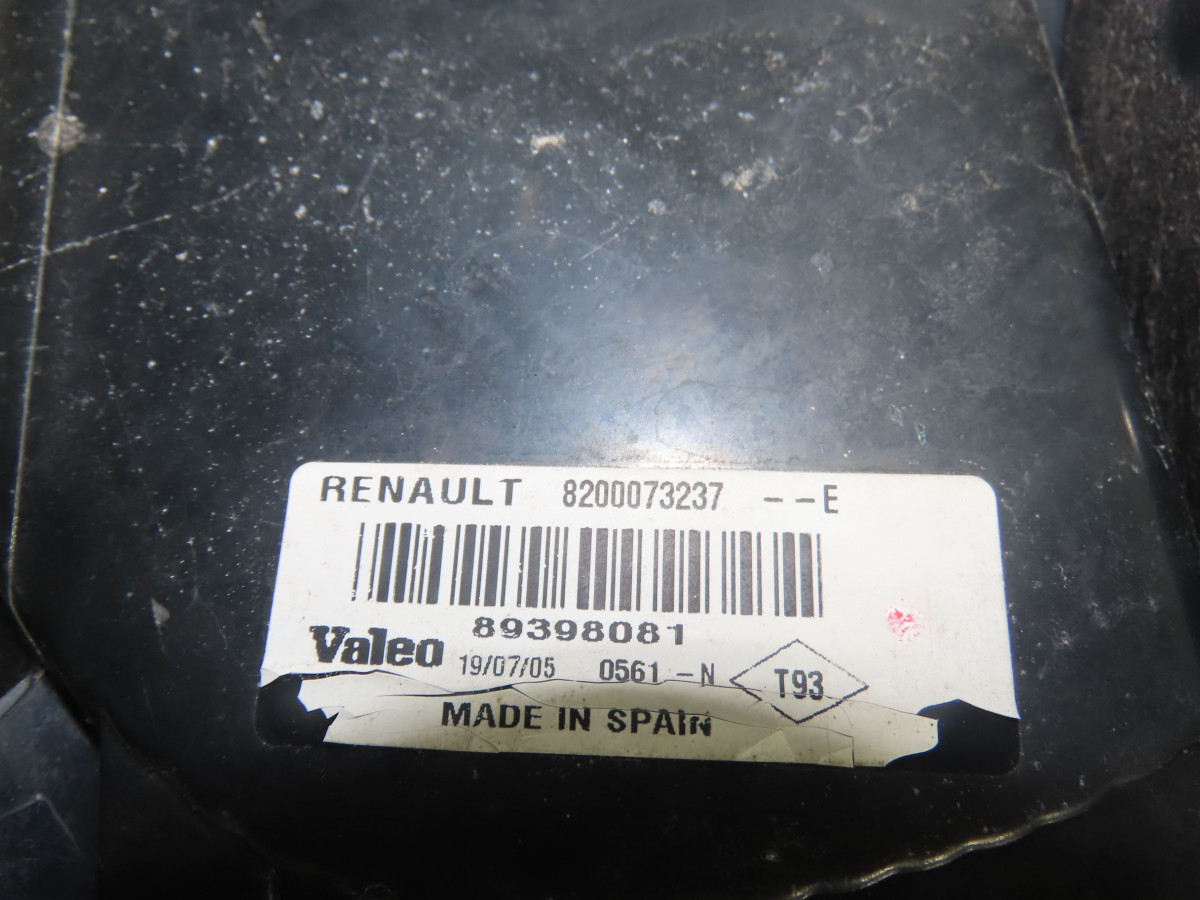 RENAULT 8200073237 --E
89398081
Valeo 19/07/05 0561 -N T93
MADE IN SPAIN